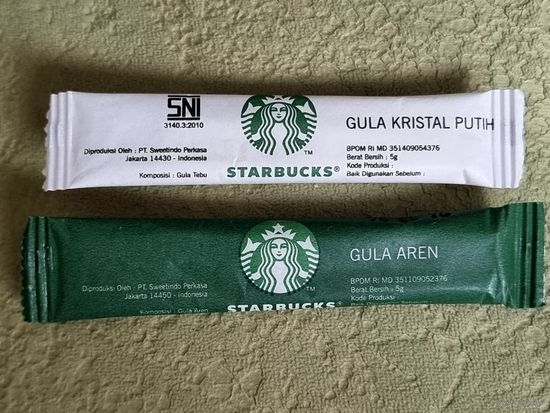 SNI
3140.3:2010
Diproduksi Oleh : PT. Sweetindo Perkasa
Jakarta 14430 - Indonesia
Komposisi : Gula Tebu
TM
STARBUCKS®
GULA KRISTAL PUTIH
BPOM RI MD 351409054376
Berat Bersih : 5g
Kode Produksi :
Baik Digunakan Sebelum :
Diproduksi Oleh : PT. Sweetindo Perkasa
Jakarta 14450 - Indonesia
Komposisi : Gula Aren
TM
STARBUCKS®
GULA AREN
BPOM RI MD 351109052376
Berat Bersih : 5g
Kode Produksi